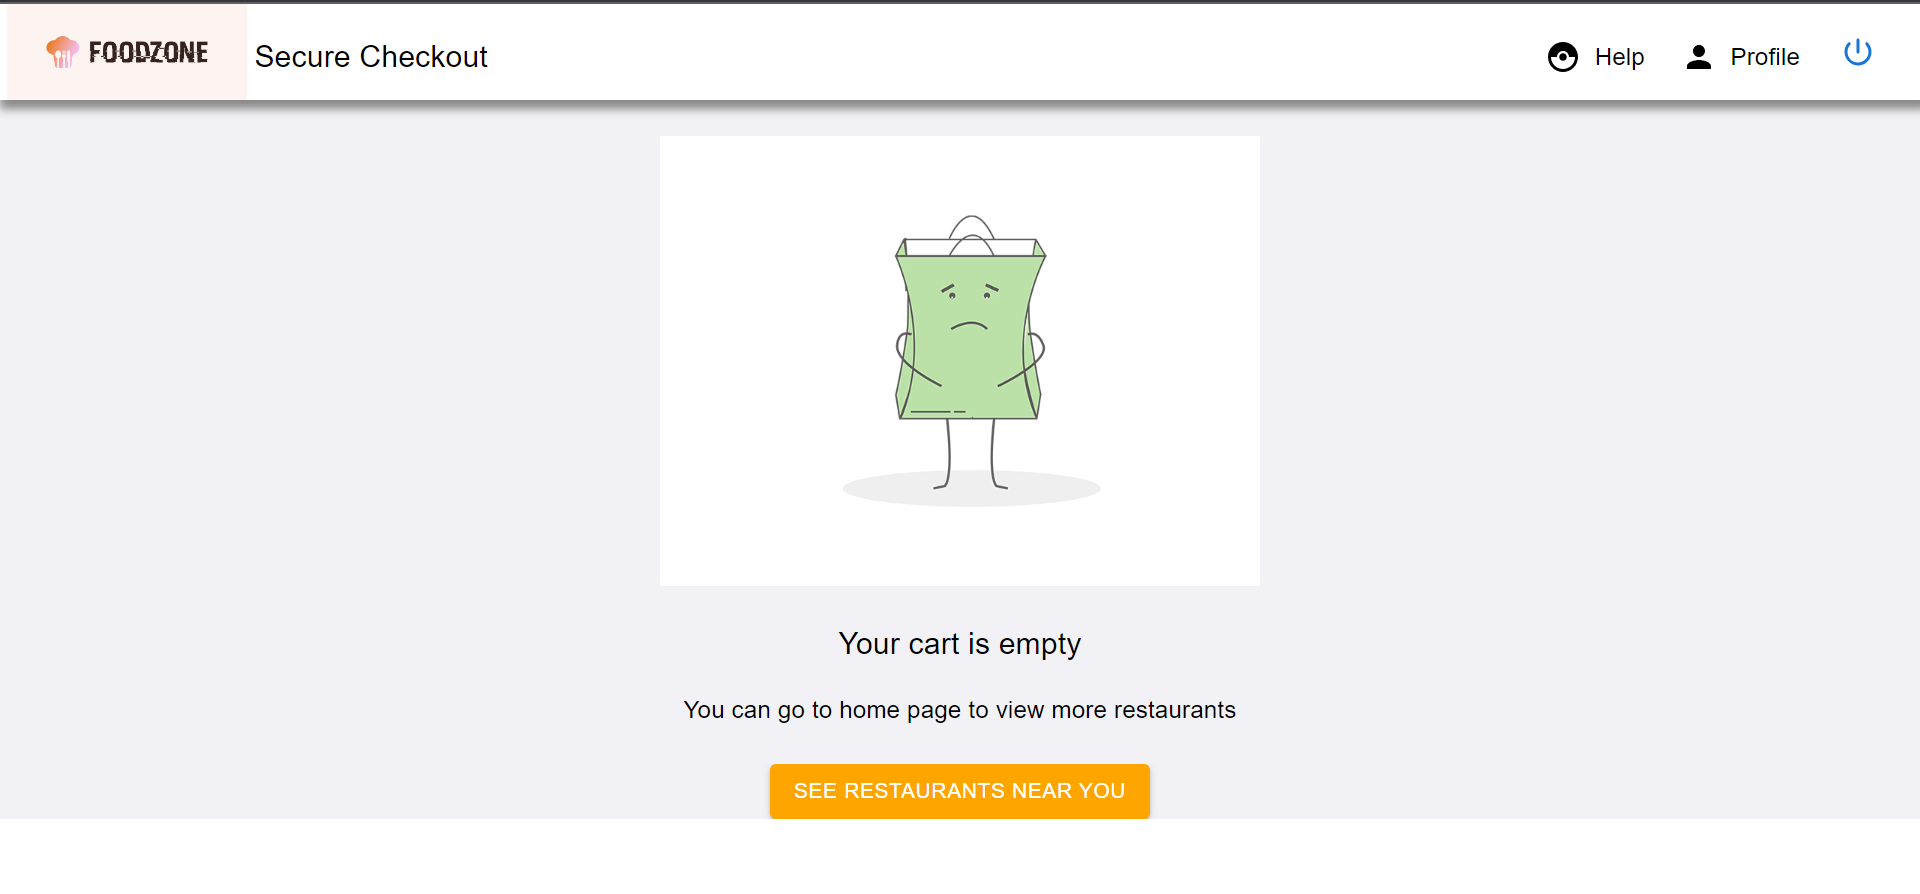 FOODZONE
Secure Checkout
Help
Profile
Your cart is empty
You can go to home page to view more restaurants
SEE RESTAURANTS NEAR YOU